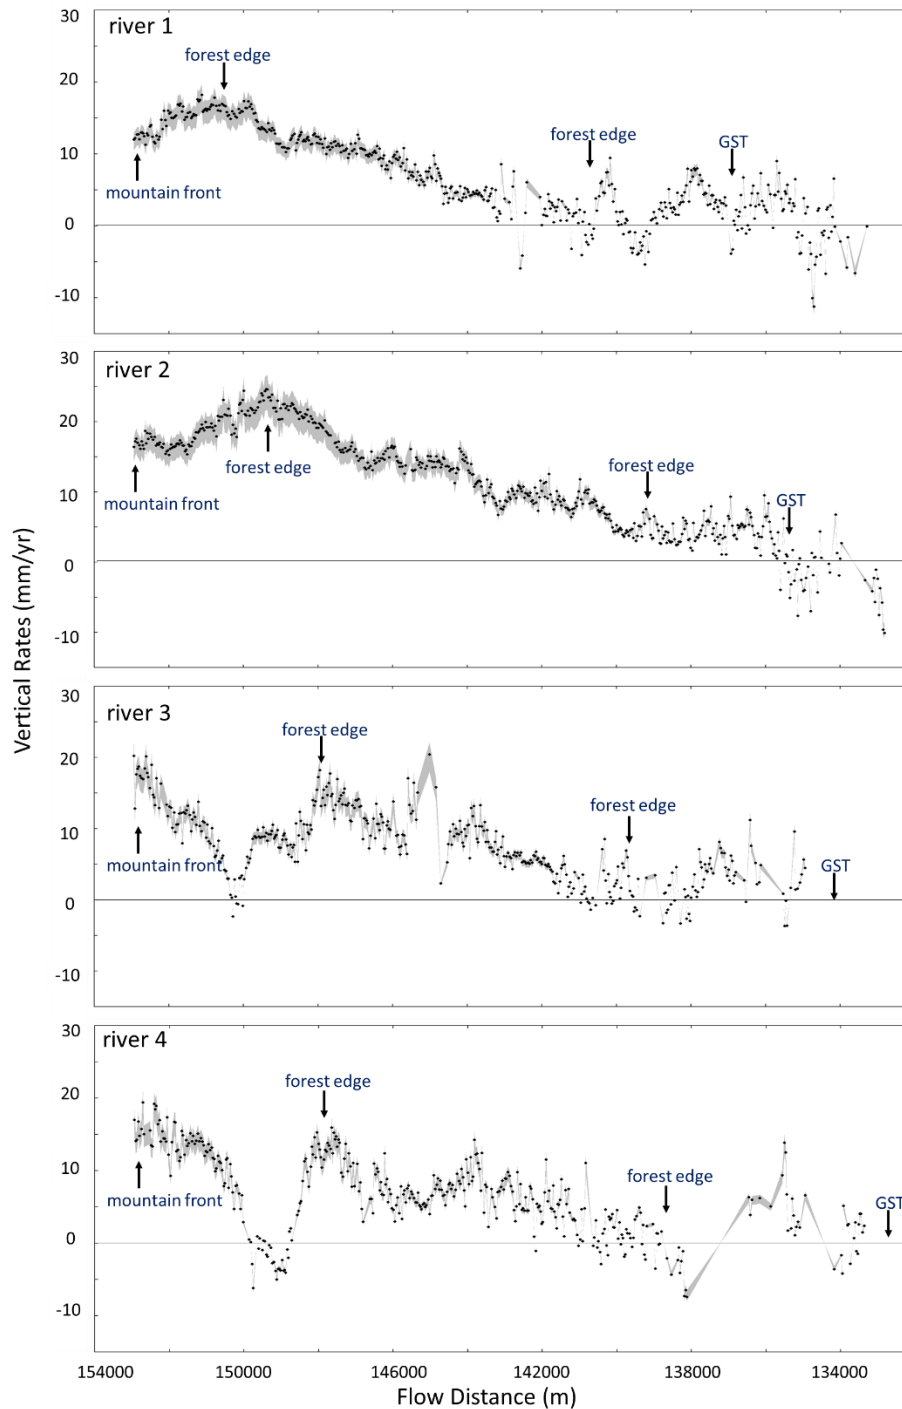 30
river 1
forest edge
20
forest edge
GST
10
mountain front
0
-10
30
river 2
20
forest edge
forest edge
mountain front
GST
10
0
-10
Vertical Rates (mm/yr)
30
river 3
forest edge
20
forest edge
10
mountain front
GST
0
-10
30
river 4
forest edge
20
10
forest edge
mountain front
GST
0
-10
154000 150000 146000 142000 138000 134000
Flow Distance (m)